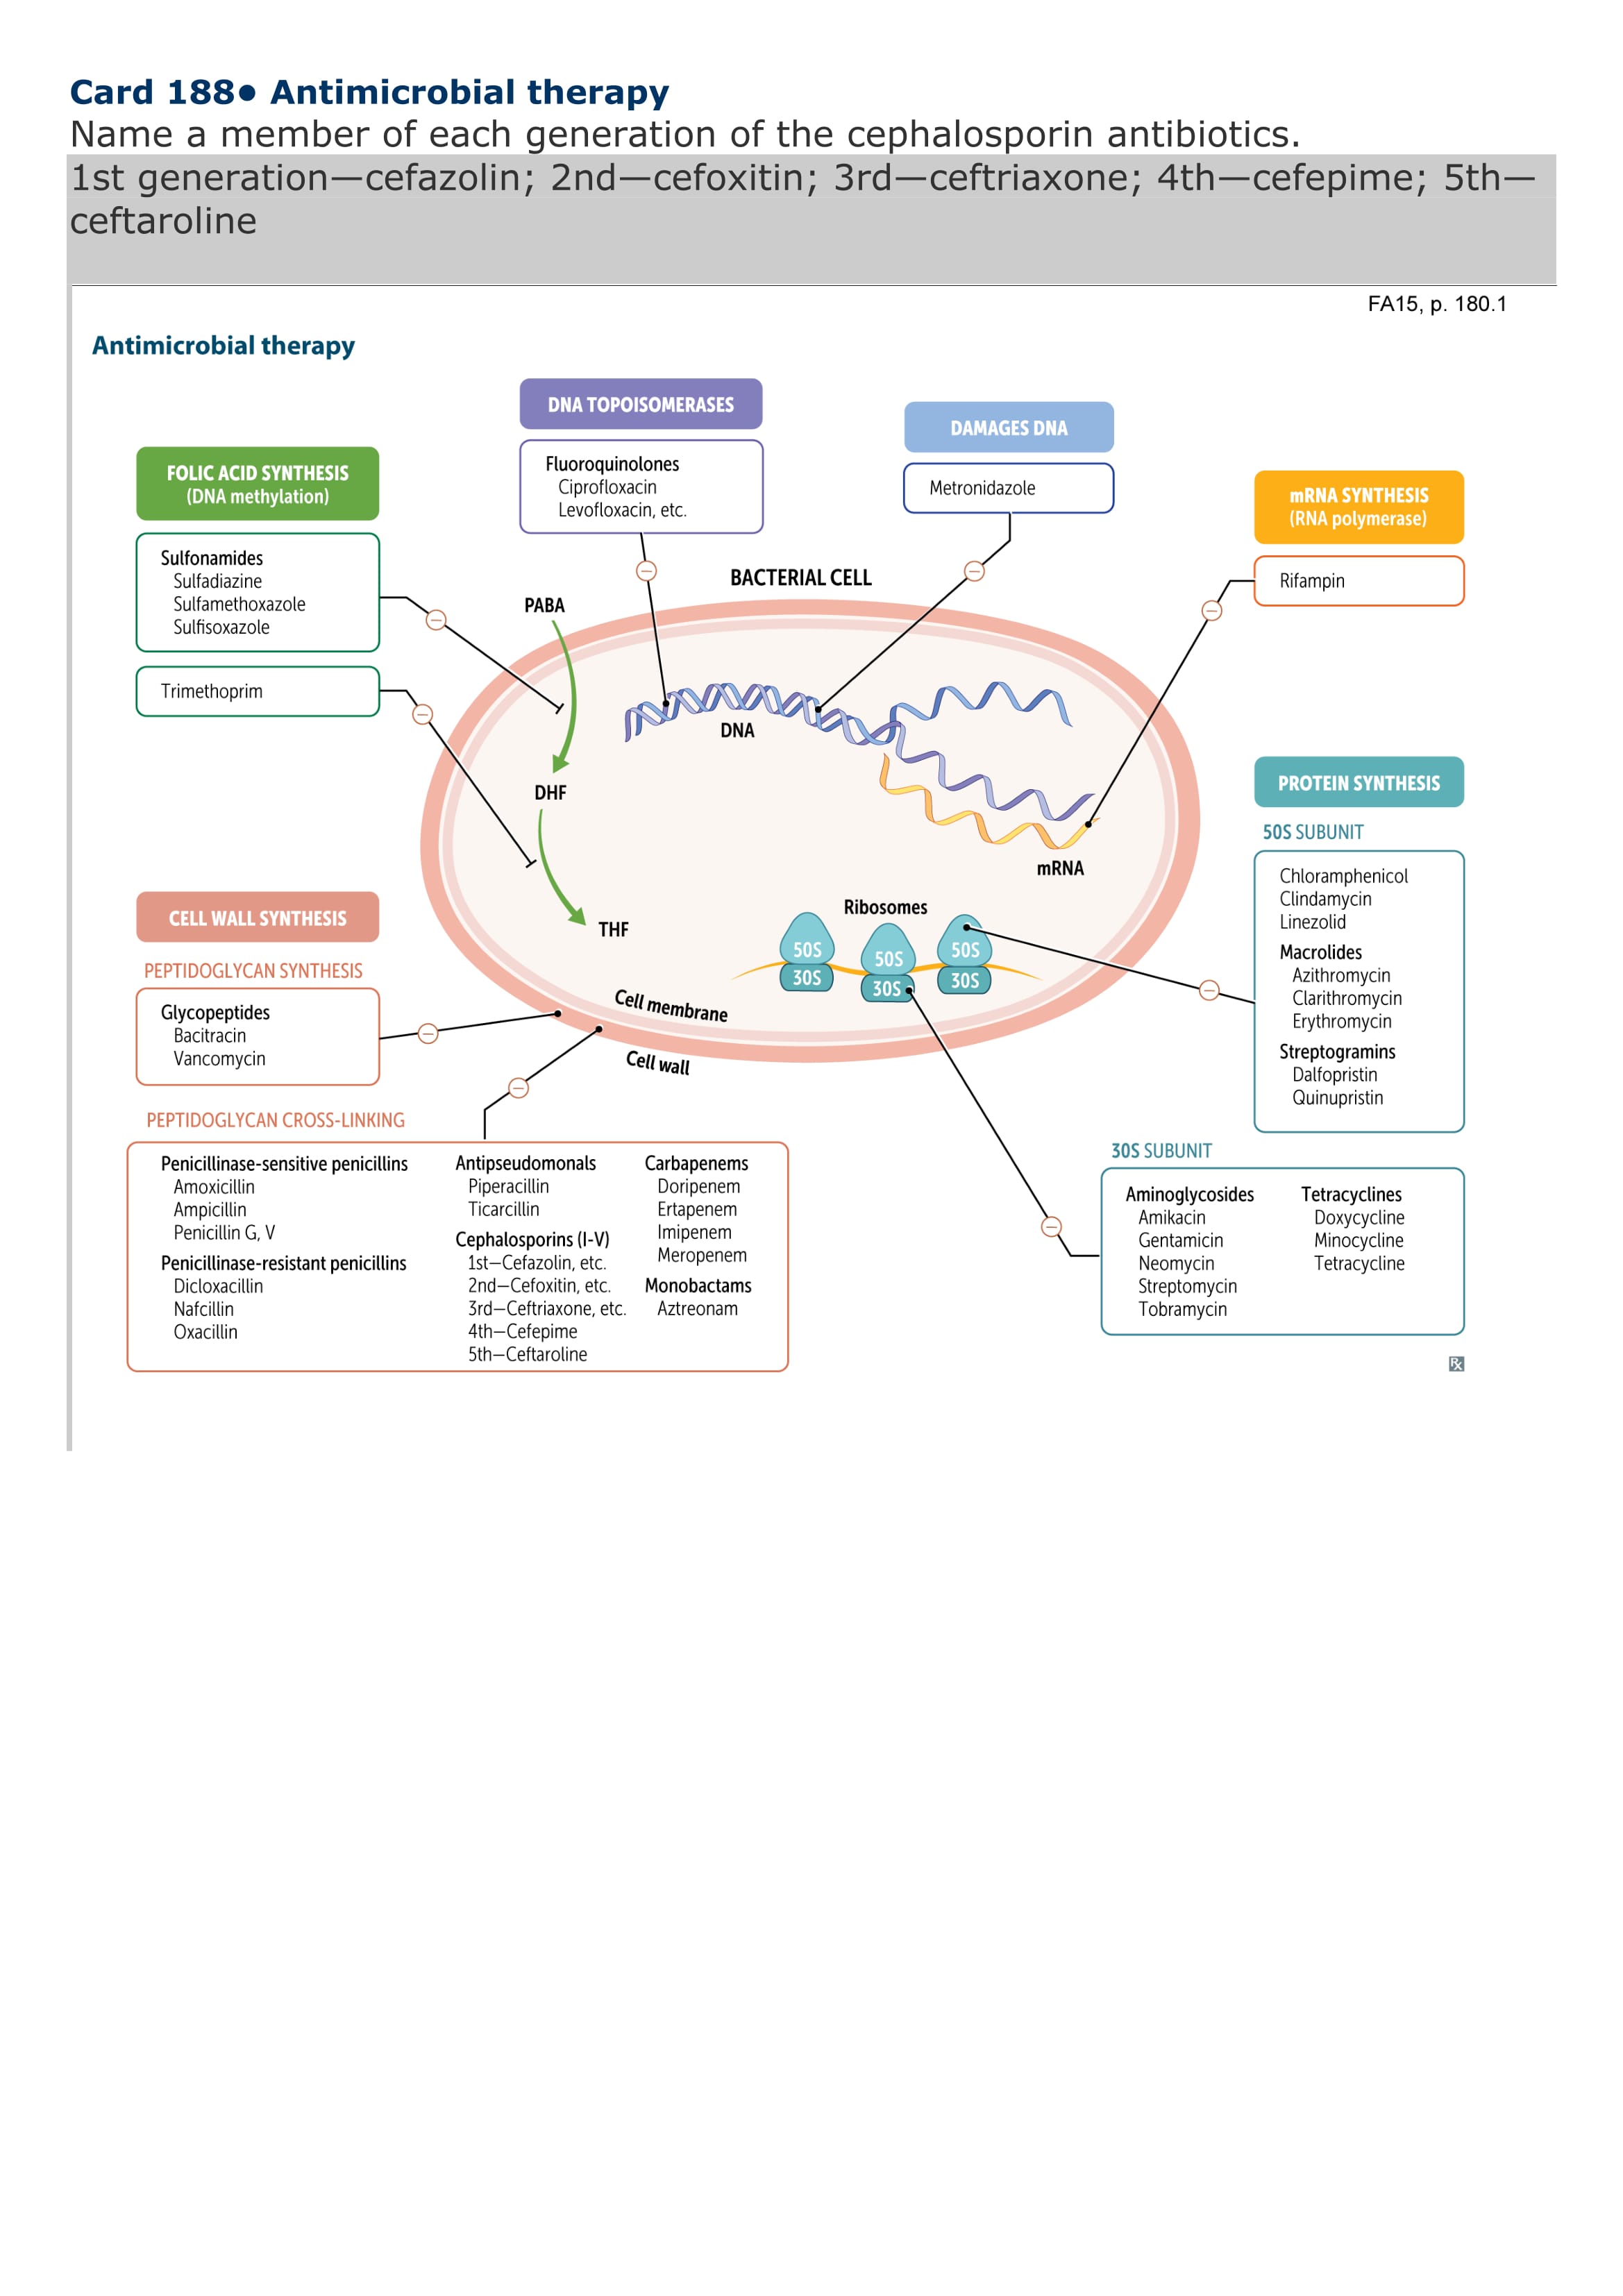 Card 188● Antimicrobial therapy
Name a member of each generation of the cephalosporin antibiotics.
1st generation—cefazolin; 2nd—cefoxitin; 3rd—ceftriaxone; 4th—cefepime; 5th—
ceftaroline
FA15, p. 180.1
Antimicrobial therapy
DNA TOPOISOMERASES
Fluoroquinolones
Ciprofloxacin
Levofloxacin, etc.
DAMAGES DNA
Metronidazole
FOLIC ACID SYNTHESIS
(DNA methylation)
Sulfonamides
Sulfadiazine
Sulfamethoxazole
Sulfisoxazole
Trimethoprim
mRNA SYNTHESIS
(RNA polymerase)
Rifampin
BACTERIAL CELL
PABA
DNA
DHF
mRNA
THF
Ribosomes
50S
50S
50S
30S
30S
30S
Cell membrane
Cell wall
PROTEIN SYNTHESIS
50S SUBUNIT
Chloramphenicol
Clindamycin
Linezolid
Macrolides
Azithromycin
Clarithromycin
Erythromycin
Streptogramins
Dalfopristin
Quinupristin
CELL WALL SYNTHESIS
PEPTIDOGLYCAN SYNTHESIS
Glycopeptides
Bacitracin
Vancomycin
PEPTIDOGLYCAN CROSS-LINKING
Penicillinase-sensitive penicillins
Amoxicillin
Ampicillin
Penicillin G, V
Penicillinase-resistant penicillins
Dicloxacillin
Nafcillin
Oxacillin
Antipseudomonals
Piperacillin
Ticarcillin
Cephalosporins (I-V)
1st—Cefazolin, etc.
2nd—Cefoxitin, etc.
3rd—Ceftriaxone, etc.
4th—Cefepime
5th—Ceftaroline
Carbapenems
Doripenem
Ertapenem
Imipenem
Meropenem
Monobactams
Aztreonam
30S SUBUNIT
Aminoglycosides
Amikacin
Gentamicin
Neomycin
Streptomycin
Tobramycin
Tetracyclines
Doxycycline
Minocycline
Tetracycline
Rx